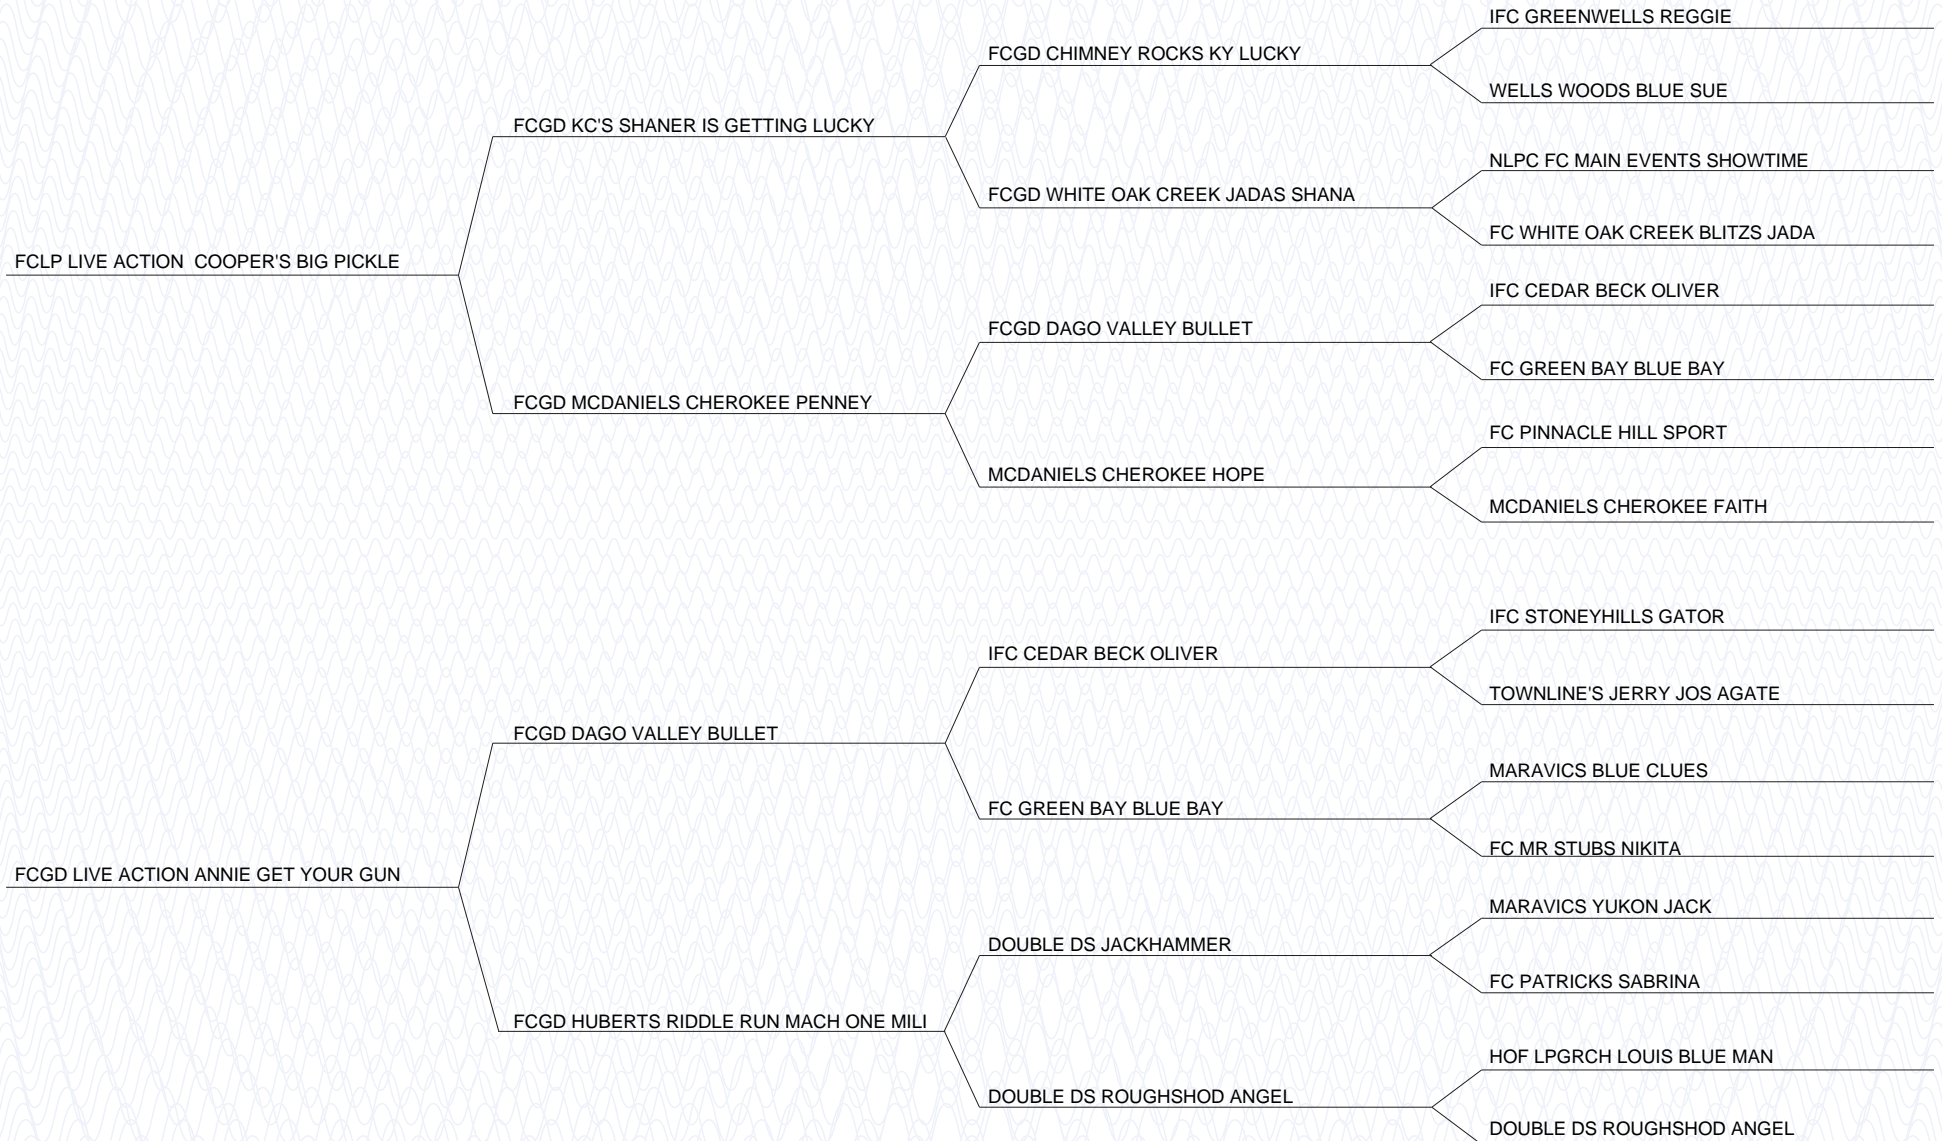 IFC GREENWELLS REGGIE
FCGD CHIMNEY ROCKS KY LUCKY
WELLS WOODS BLUE SUE
FCGD KC'S SHANER IS GETTING LUCKY
NLPC FC MAIN EVENTS SHOWTIME
FCGD WHITE OAK CREEK JADAS SHANA
FC WHITE OAK CREEK BLITZS JADA
FCLP LIVE ACTION  COOPER'S BIG PICKLE
IFC CEDAR BECK OLIVER
FCGD DAGO VALLEY BULLET
FC GREEN BAY BLUE BAY
FCGD MCDANIELS CHEROKEE PENNEY
FC PINNACLE HILL SPORT
MCDANIELS CHEROKEE HOPE
MCDANIELS CHEROKEE FAITH
IFC STONEYHILLS GATOR
IFC CEDAR BECK OLIVER
TOWNLINE'S JERRY JOS AGATE
FCGD DAGO VALLEY BULLET
MARAVICS BLUE CLUES
FC GREEN BAY BLUE BAY
FC MR STUBS NIKITA
FCGD LIVE ACTION ANNIE GET YOUR GUN
MARAVICS YUKON JACK
DOUBLE DS JACKHAMMER
FC PATRICKS SABRINA
FCGD HUBERTS RIDDLE RUN MACH ONE MILI
HOF LPGRCH LOUIS BLUE MAN
DOUBLE DS ROUGHSHOD ANGEL
DOUBLE DS ROUGHSHOD ANGEL